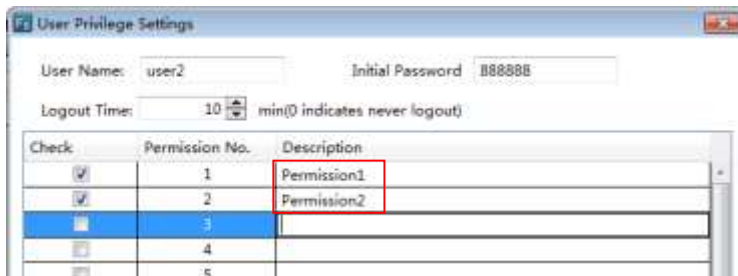 User Privilege Settings
User Name: user2 Initial Password 888888
Logout Time: 10 min(0 indicates never logout)
Check Permission No. Description
1 Permission1
2 Permission2
3
4
5